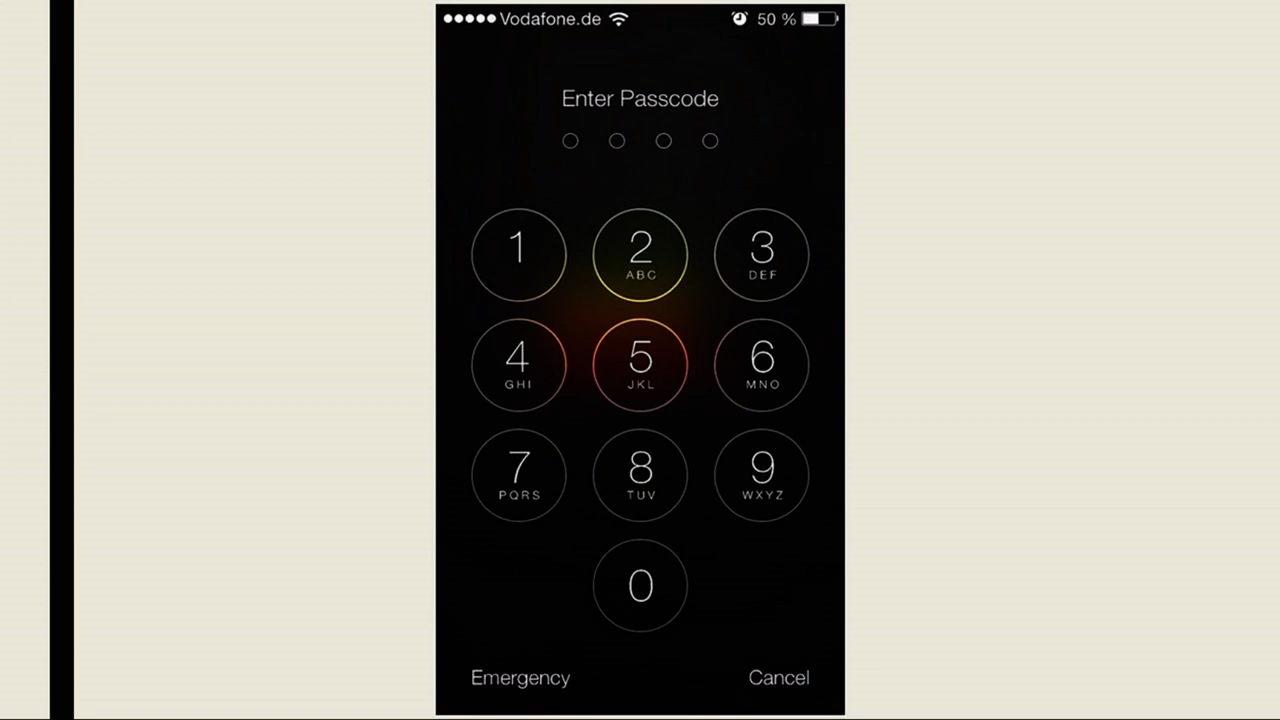 Vodafone.de 50 %
Enter Passcode
1 2 3
ABC DEF
4 5 6
GHI JKL MNO
7 8 9
PQRS TUV WXYZ
0
Emergency Cancel